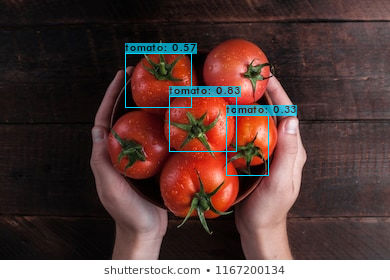 tomato: 0.57
tomato: 0.83
tomato: 0.33
shutterstock.com • 1167200134